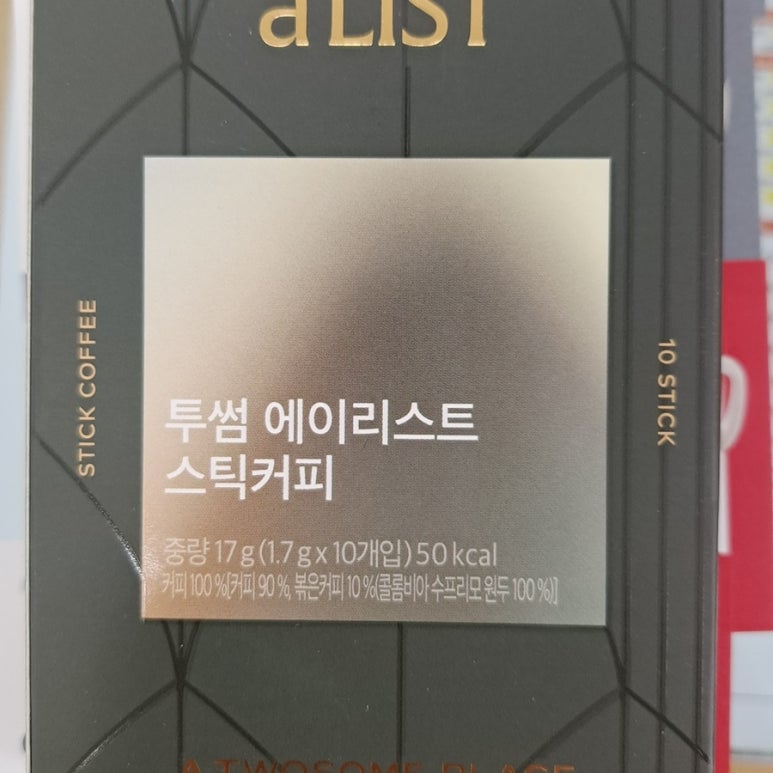 aLIST
STICK COFFEE
10 STICK
투썸 에이리스트
스틱커피
중량 17 g (1.7 g x 10개입) 50 kcal
커피 100 %[커피 90 %, 볶은커피 10 %(콜롬비아 수프리모 원두 100 %)]
A TWOSOME PLACE